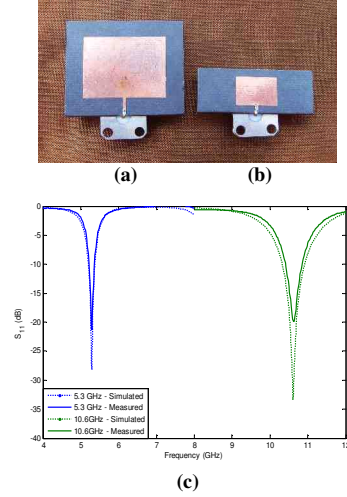 (a) (b)
0
-5
-10
-15
-20
-25
-30
-35
-40
S11 (dB)
5.3 GHz - Simulated
5.3 GHz - Measured
10.6GHz - Simulated
10.6GHz - Measured
4 5 6 7 8 9 10 11 12
Frequency (GHz)
(c)